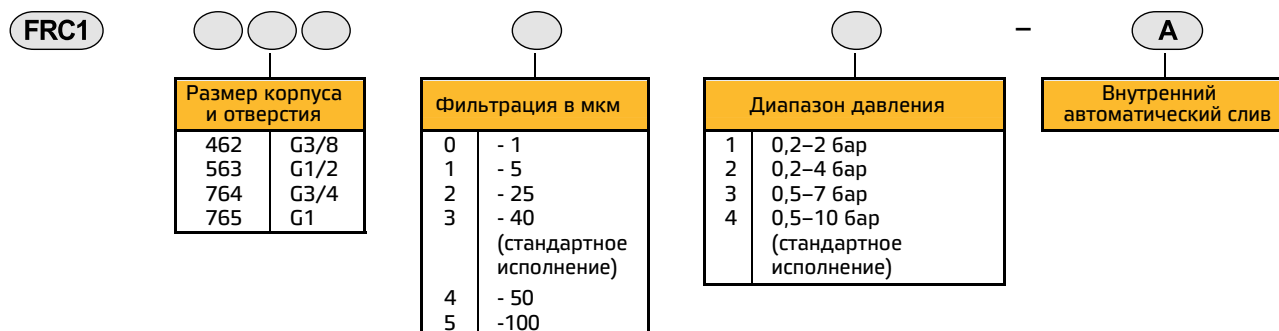 FRC1
–
A
Размер корпуса
и отверстия
462 G3/8
563 G1/2
764 G3/4
765 G1
Фильтрация в мкм
0 - 1
1 - 5
2 - 25
3 - 40
(стандартное
исполнение)
4 - 50
5 -100
Диапазон давления
1 0,2–2 бар
2 0,2–4 бар
3 0,5–7 бар
4 0,5–10 бар
(стандартное
исполнение)
Внутренний
автоматический слив